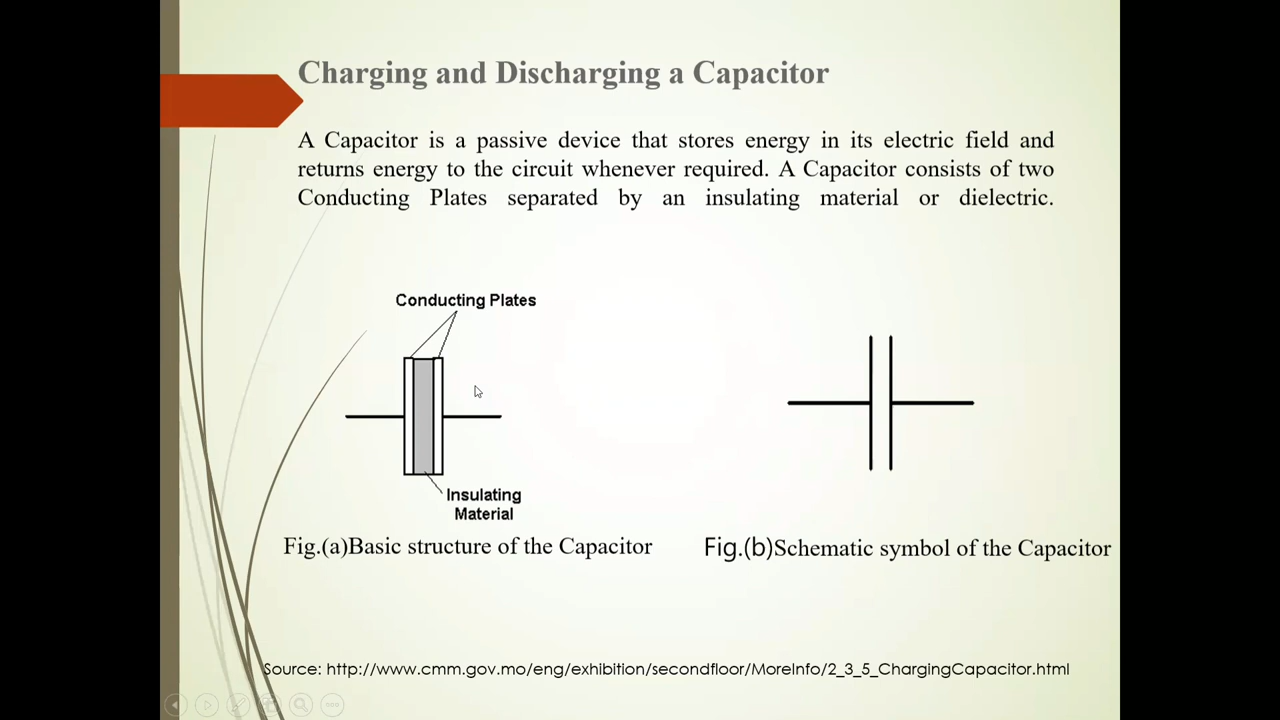 Charging and Discharging a Capacitor
A Capacitor is a passive device that stores energy in its electric field and
returns energy to the circuit whenever required. A Capacitor consists of two
Conducting Plates separated by an insulating material or dielectric.
Conducting Plates
Insulating
Material
Fig.(a)Basic structure of the Capacitor
Fig.(b)Schematic symbol of the Capacitor
Source: http://www.cmm.gov.mo/eng/exhibition/secondfloor/MoreInfo/2_3_5_ChargingCapacitor.html